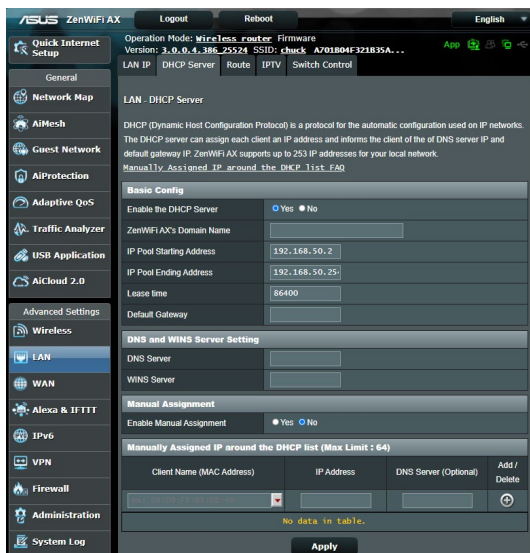 ASUS ZenWiFi AX
Logout
Reboot
English
Quick Internet
Setup
Operation Mode: Wireless router Firmware
Version: 3.0.0.4.386_25524 SSID: chuck A701B04F321B35A...
App
LAN IP
DHCP Server
Route
IPTV
Switch Control
General
Network Map
AiMesh
Guest Network
AiProtection
Adaptive QoS
Traffic Analyzer
USB Application
AiCloud 2.0
Advanced Settings
Wireless
LAN
WAN
Alexa & IFTTT
IPv6
VPN
Firewall
Administration
System Log
LAN - DHCP Server
DHCP (Dynamic Host Configuration Protocol) is a protocol for the automatic configuration used on IP networks.
The DHCP server can assign each client an IP address and informs the client of the of DNS server IP and
default gateway IP. ZenWiFi AX supports up to 253 IP addresses for your local network.
Manually Assigned IP around the DHCP list FAQ
Basic Config
Enable the DHCP Server
Yes No
ZenWiFi AX's Domain Name
IP Pool Starting Address
192.168.50.2
IP Pool Ending Address
192.168.50.25
Lease time
86400
Default Gateway
DNS and WINS Server Setting
DNS Server
WINS Server
Manual Assignment
Enable Manual Assignment
Yes No
Manually Assigned IP around the DHCP list (Max Limit : 64)
Client Name (MAC Address)
IP Address
DNS Server (Optional)
Add /
Delete
No data in table.
Apply